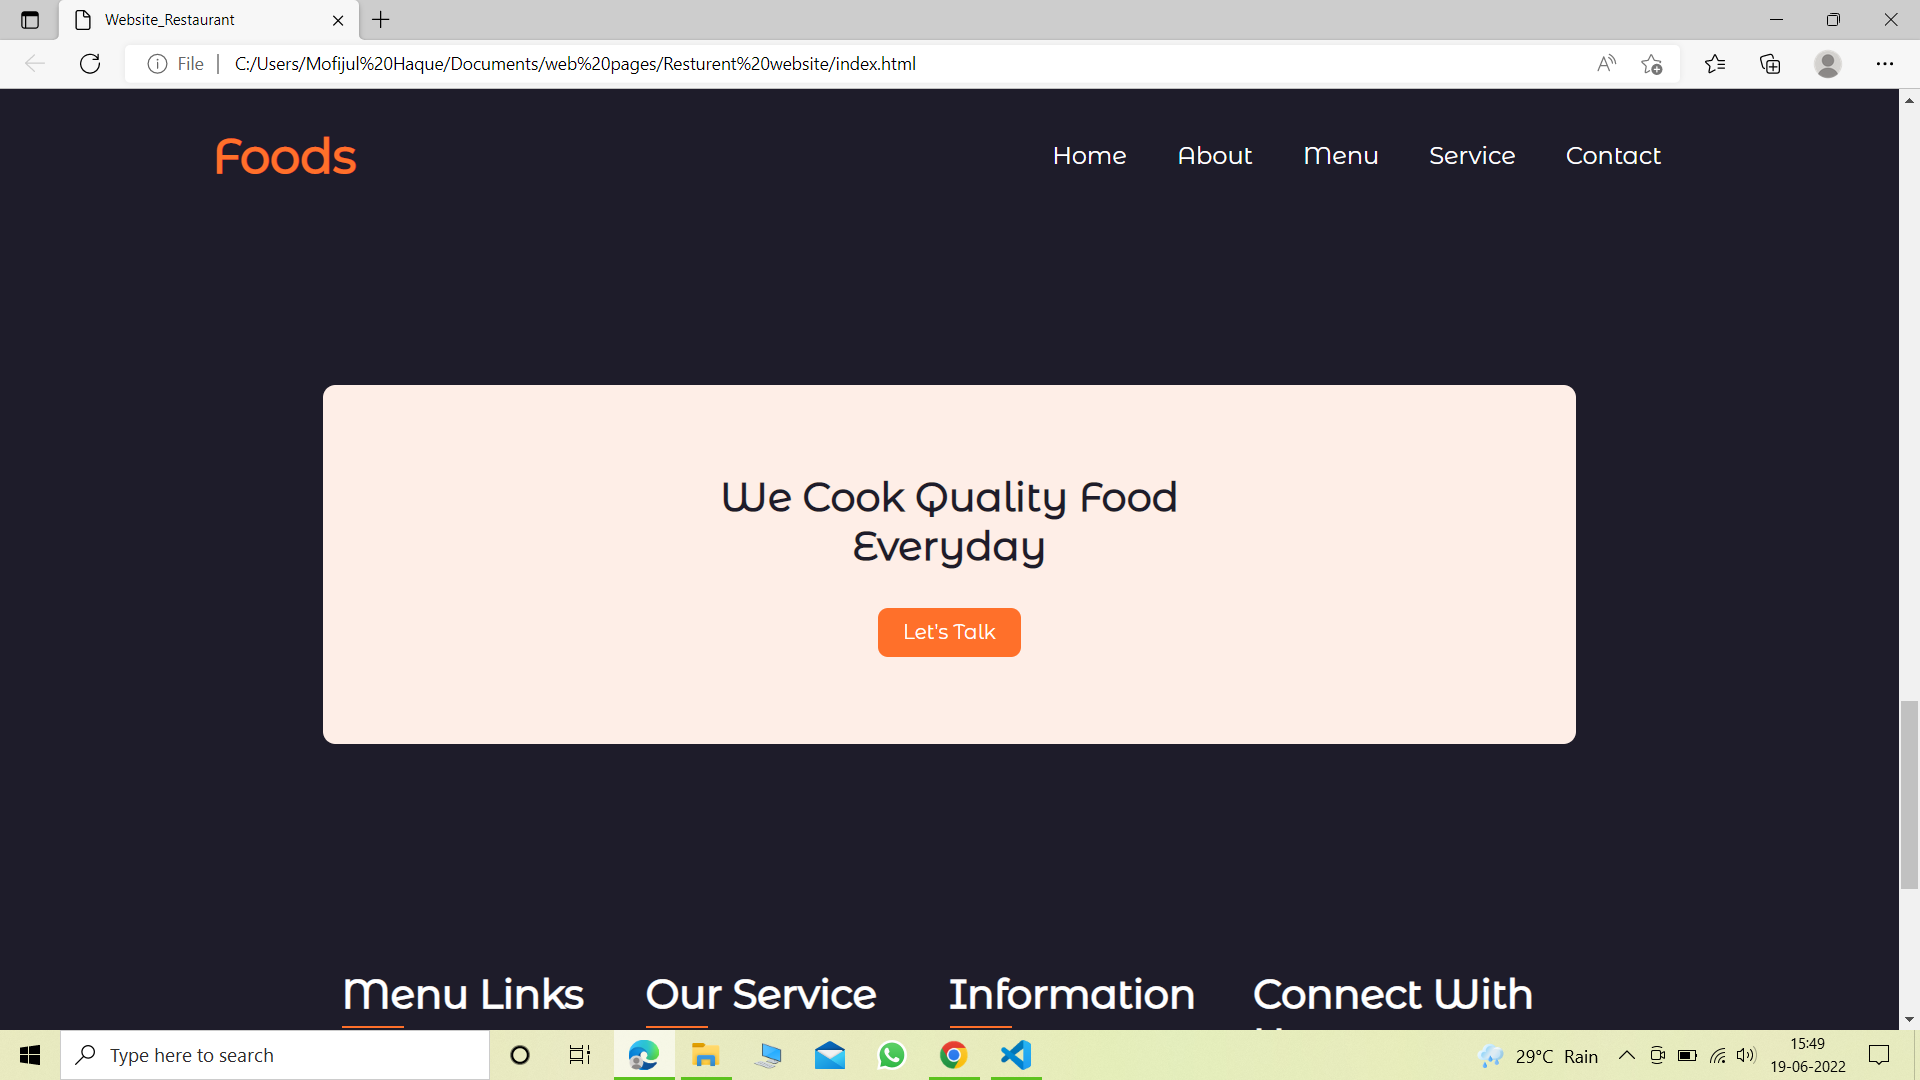 Website_Restaurant
File
C:/Users/Mofijul%20Haque/Documents/web%20pages/Resturent%20website/index.html
Foods
Home About Menu Service Contact
We Cook Quality Food
Everyday
Let's Talk
Menu Links Our Service Information Connect With
Type here to search
29°C Rain
15:49
19-06-2022